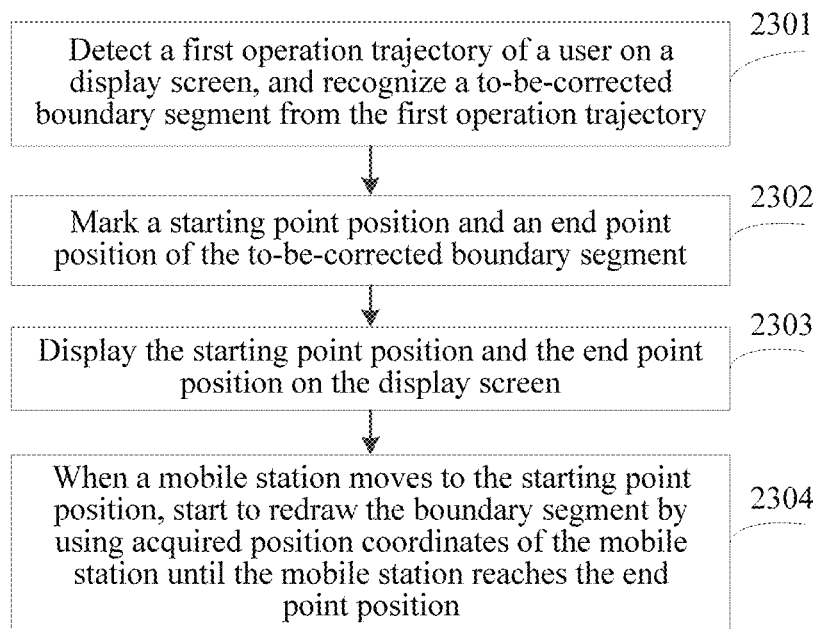 2301
Detect a first operation trajectory of a user on a
display screen, and recognize a to-be-corrected
boundary segment from the first operation trajectory
2302
Mark a starting point position and an end point
position of the to-be-corrected boundary segment
2303
Display the starting point position and the end point
position on the display screen
2304
When a mobile station moves to the starting point
position, start to redraw the boundary segment by
using acquired position coordinates of the mobile
station until the mobile station reaches the end
point position